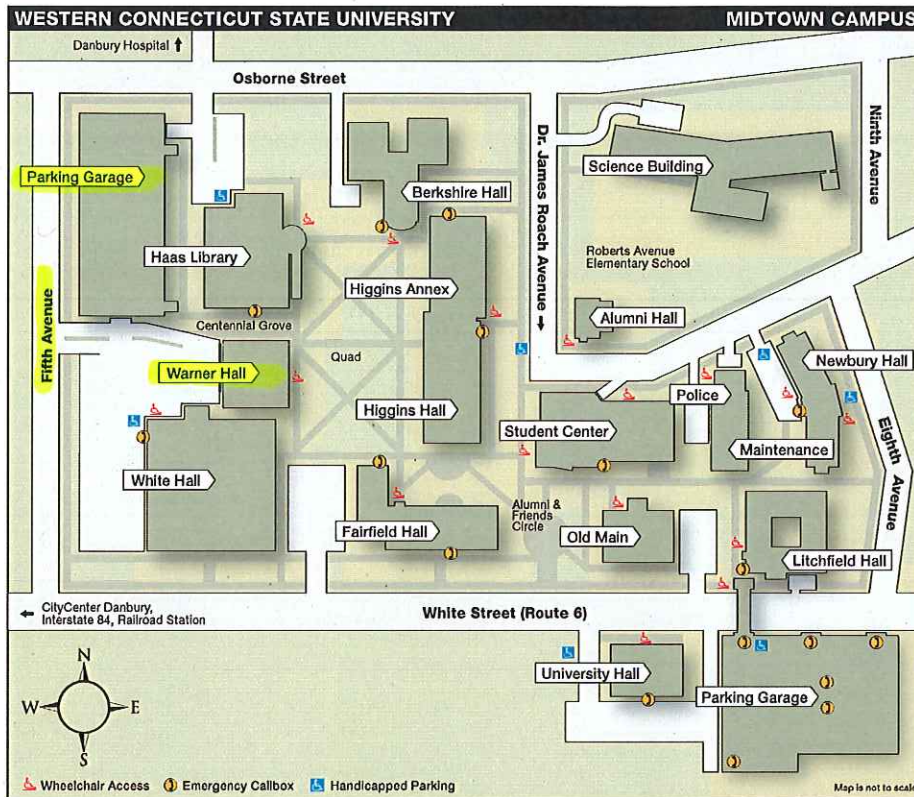 WESTERN CONNECTICUT STATE UNIVERSITY
MIDTOWN CAMPUS
Danbury Hospital
Osborne Street
Ninth Avenue
Dr. James Roach Avenue
Parking Garage
Science Building
Berkshire Hall
Haas Library
Roberts Avenue
Elementary School
Higgins Annex
Alumni Hall
Centennial Grove
Fifth Avenue
Quad
Newbury Hall
Warner Hall
Police
Higgins Hall
Student Center
Maintenance
Eighth Avenue
White Hall
Alumni &
Friends
Circle
Fairfield Hall
Old Main
Litchfield Hall
CityCenter Danbury,
Interstate 84, Railroad Station
White Street (Route 6)
N
W
E
S
University Hall
Parking Garage
Wheelchair Access
Emergency Callbox
Handicapped Parking
Map is not to scale